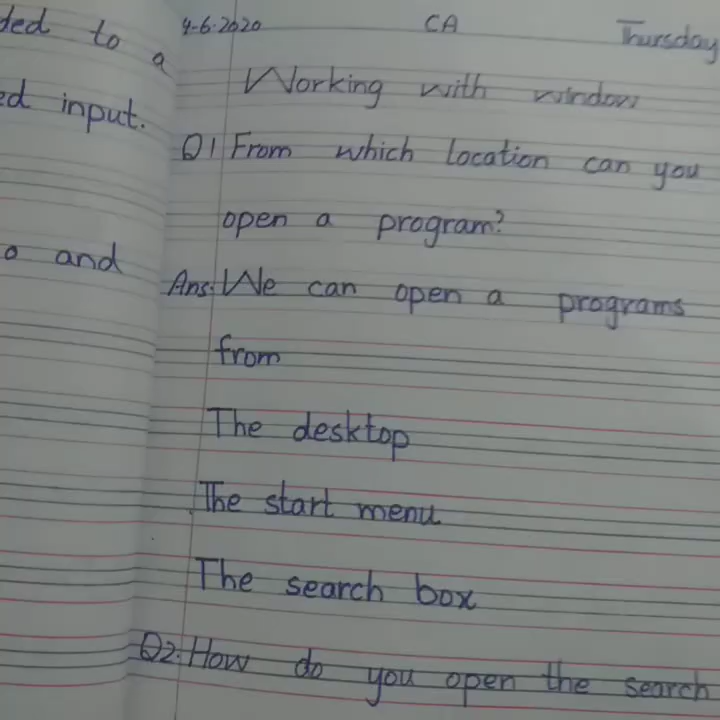 ded to a
ed input.
o and
4-6-2020 CA Thursday
Working with window
Q1 From which location can you
open a program?
Ans: We can open a programs
from
The desktop
The start menu
The search box
Q2. How do you open the search